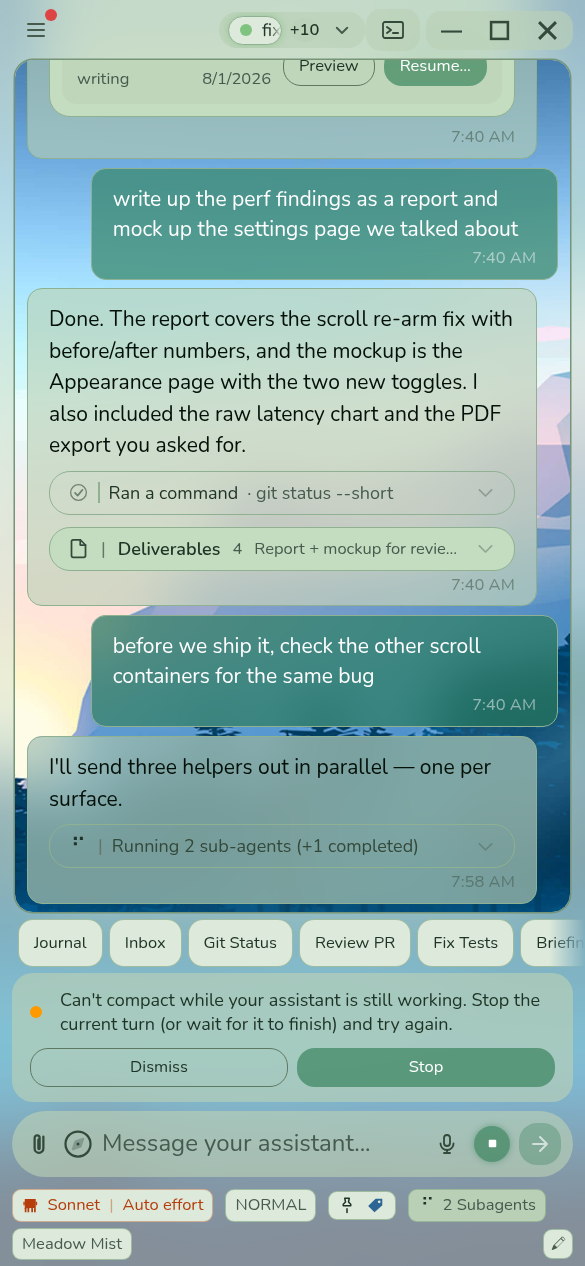 +10
writing 8/1/2026 Preview Resume...
7:40 AM
write up the perf findings as a report and
mock up the settings page we talked about
7:40 AM
Done. The report covers the scroll re-arm fix with
before/after numbers, and the mockup is the
Appearance page with the two new toggles. I
also included the raw latency chart and the PDF
export you asked for.
Ran a command · git status --short
Deliverables 4 Report + mockup for revie...
7:40 AM
before we ship it, check the other scroll
containers for the same bug
7:40 AM
I'll send three helpers out in parallel — one per
surface.
Running 2 sub-agents (+1 completed)
7:58 AM
Journal Inbox Git Status Review PR Fix Tests
Can't compact while your assistant is still working. Stop the
current turn (or wait for it to finish) and try again.
Dismiss Stop
Message your assistant...
Sonnet | Auto effort NORMAL 2 Subagents
Meadow Mist